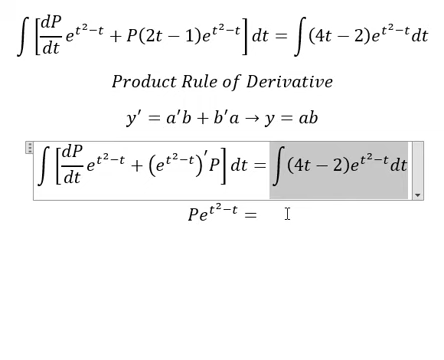 ∫ [dP/dt e^{t²−t} + P(2t − 1)e^{t²−t}] dt = ∫(4t − 2)e^{t²−t}dt
Product Rule of Derivative
y′ = a′b + b′a → y = ab
∫ [dP/dt e^{t²−t} + (e^{t²−t})′P] dt = ∫(4t − 2)e^{t²−t}dt
Pe^{t²−t} =